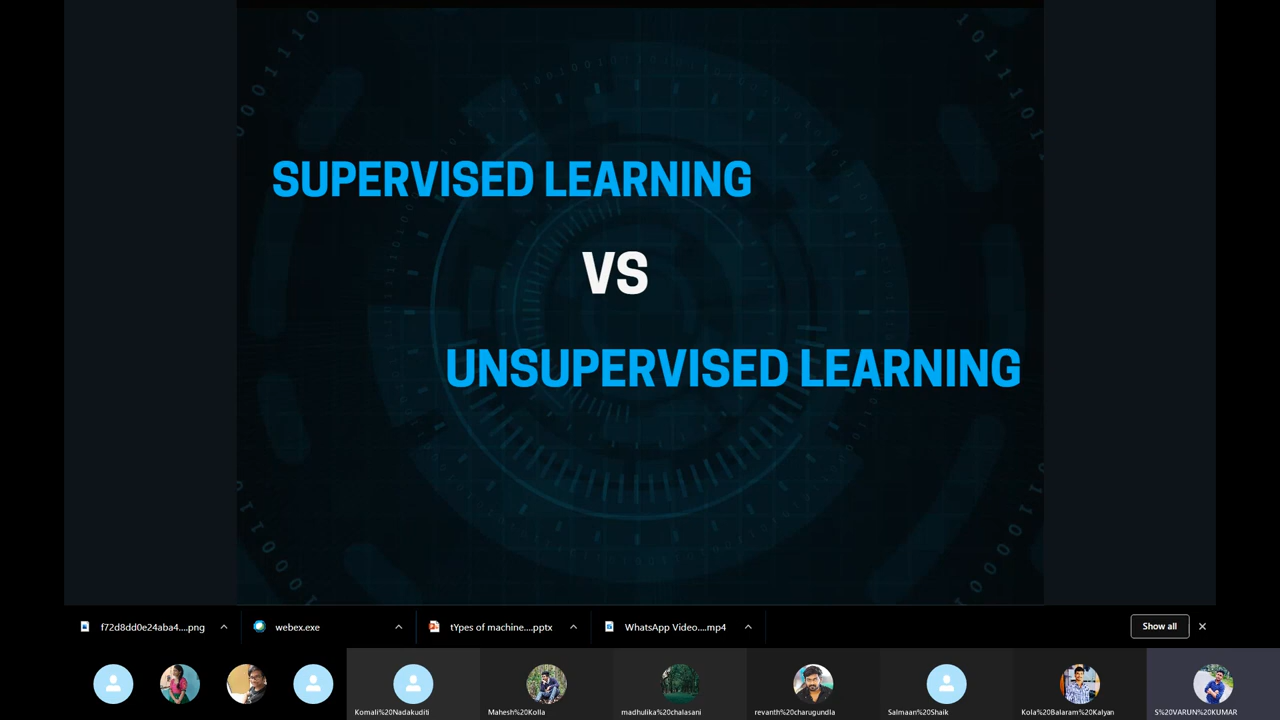 SUPERVISED LEARNING
VS
UNSUPERVISED LEARNING
f72d8dd0e24aba4....png
webex.exe
tYpes of machine....pptx
WhatsApp Video....mp4
Show all
Komali%20Nadakuditi
Mahesh%20Kolla
madhulika%20chalasani
revanth%20charugundla
Salmaan%20Shaik
Kola%20Balaram%20Kalyan
S%20VARUN%20KUMAR